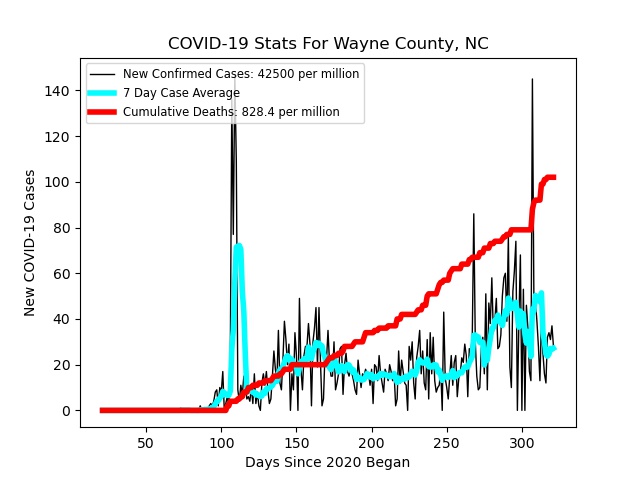 COVID-19 Stats For Wayne County, NC
New Confirmed Cases: 42500 per million
7 Day Case Average
Cumulative Deaths: 828.4 per million
New COVID-19 Cases
140
120
100
80
60
40
20
0
50 100 150 200 250 300
Days Since 2020 Began